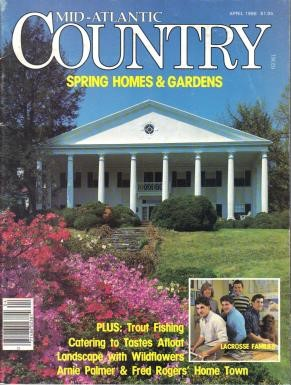 MID-ATLANTIC
APRIL 1986 $1.95
COUNTRY
SPRING HOMES & GARDENS
PLUS: Trout Fishing
Catering to Tastes Afloat
Landscape with Wildflowers
Arnie Palmer & Fred Rogers' Home Town
LACROSSE FAMILIES